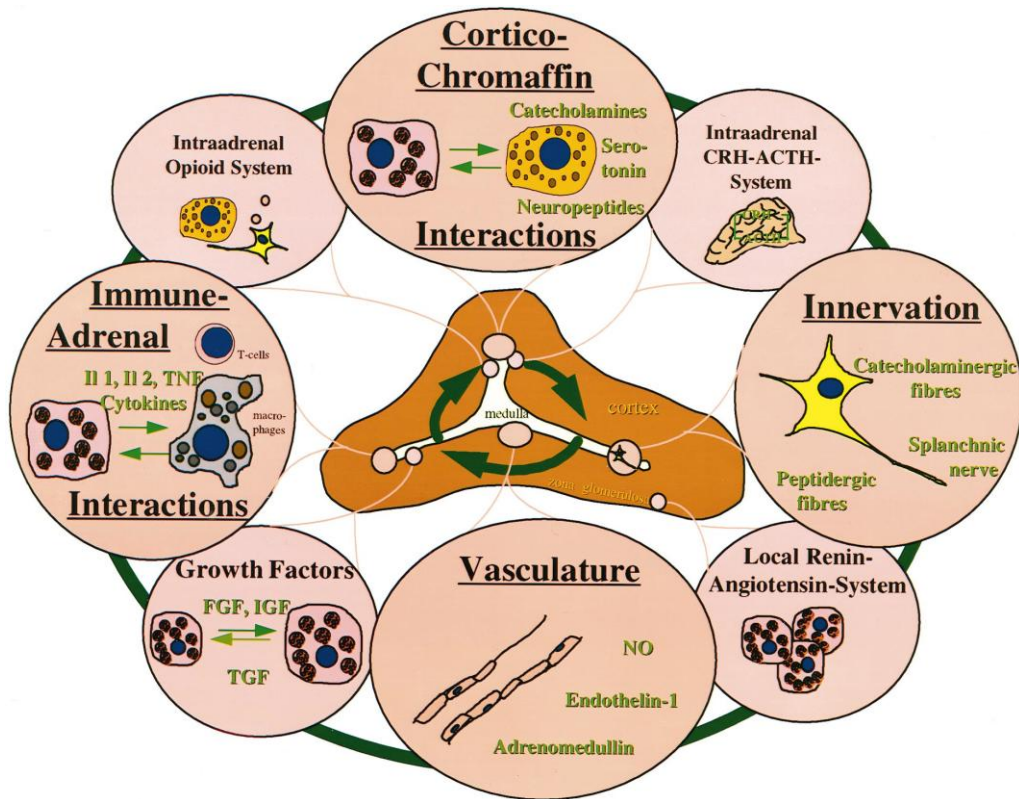 Cortico-
Chromaffin
Catecholamines
Sero-
tonin
Neuropeptides
Interactions
Intraadrenal
Opioid System
Intraadrenal
CRH-ACTH-
System
CRH
ACTH
Immune-
Adrenal
T-cells
Il 1, Il 2, TNF
Cytokines
macro-
phages
Interactions
Innervation
Catecholaminergic
fibres
Splanchnic
nerve
Peptidergic
fibres
medulla
cortex
zona glomerulosa
Growth Factors
FGF, IGF
TGF
Vasculature
NO
Endothelin-1
Adrenomedullin
Local Renin-
Angiotensin-System